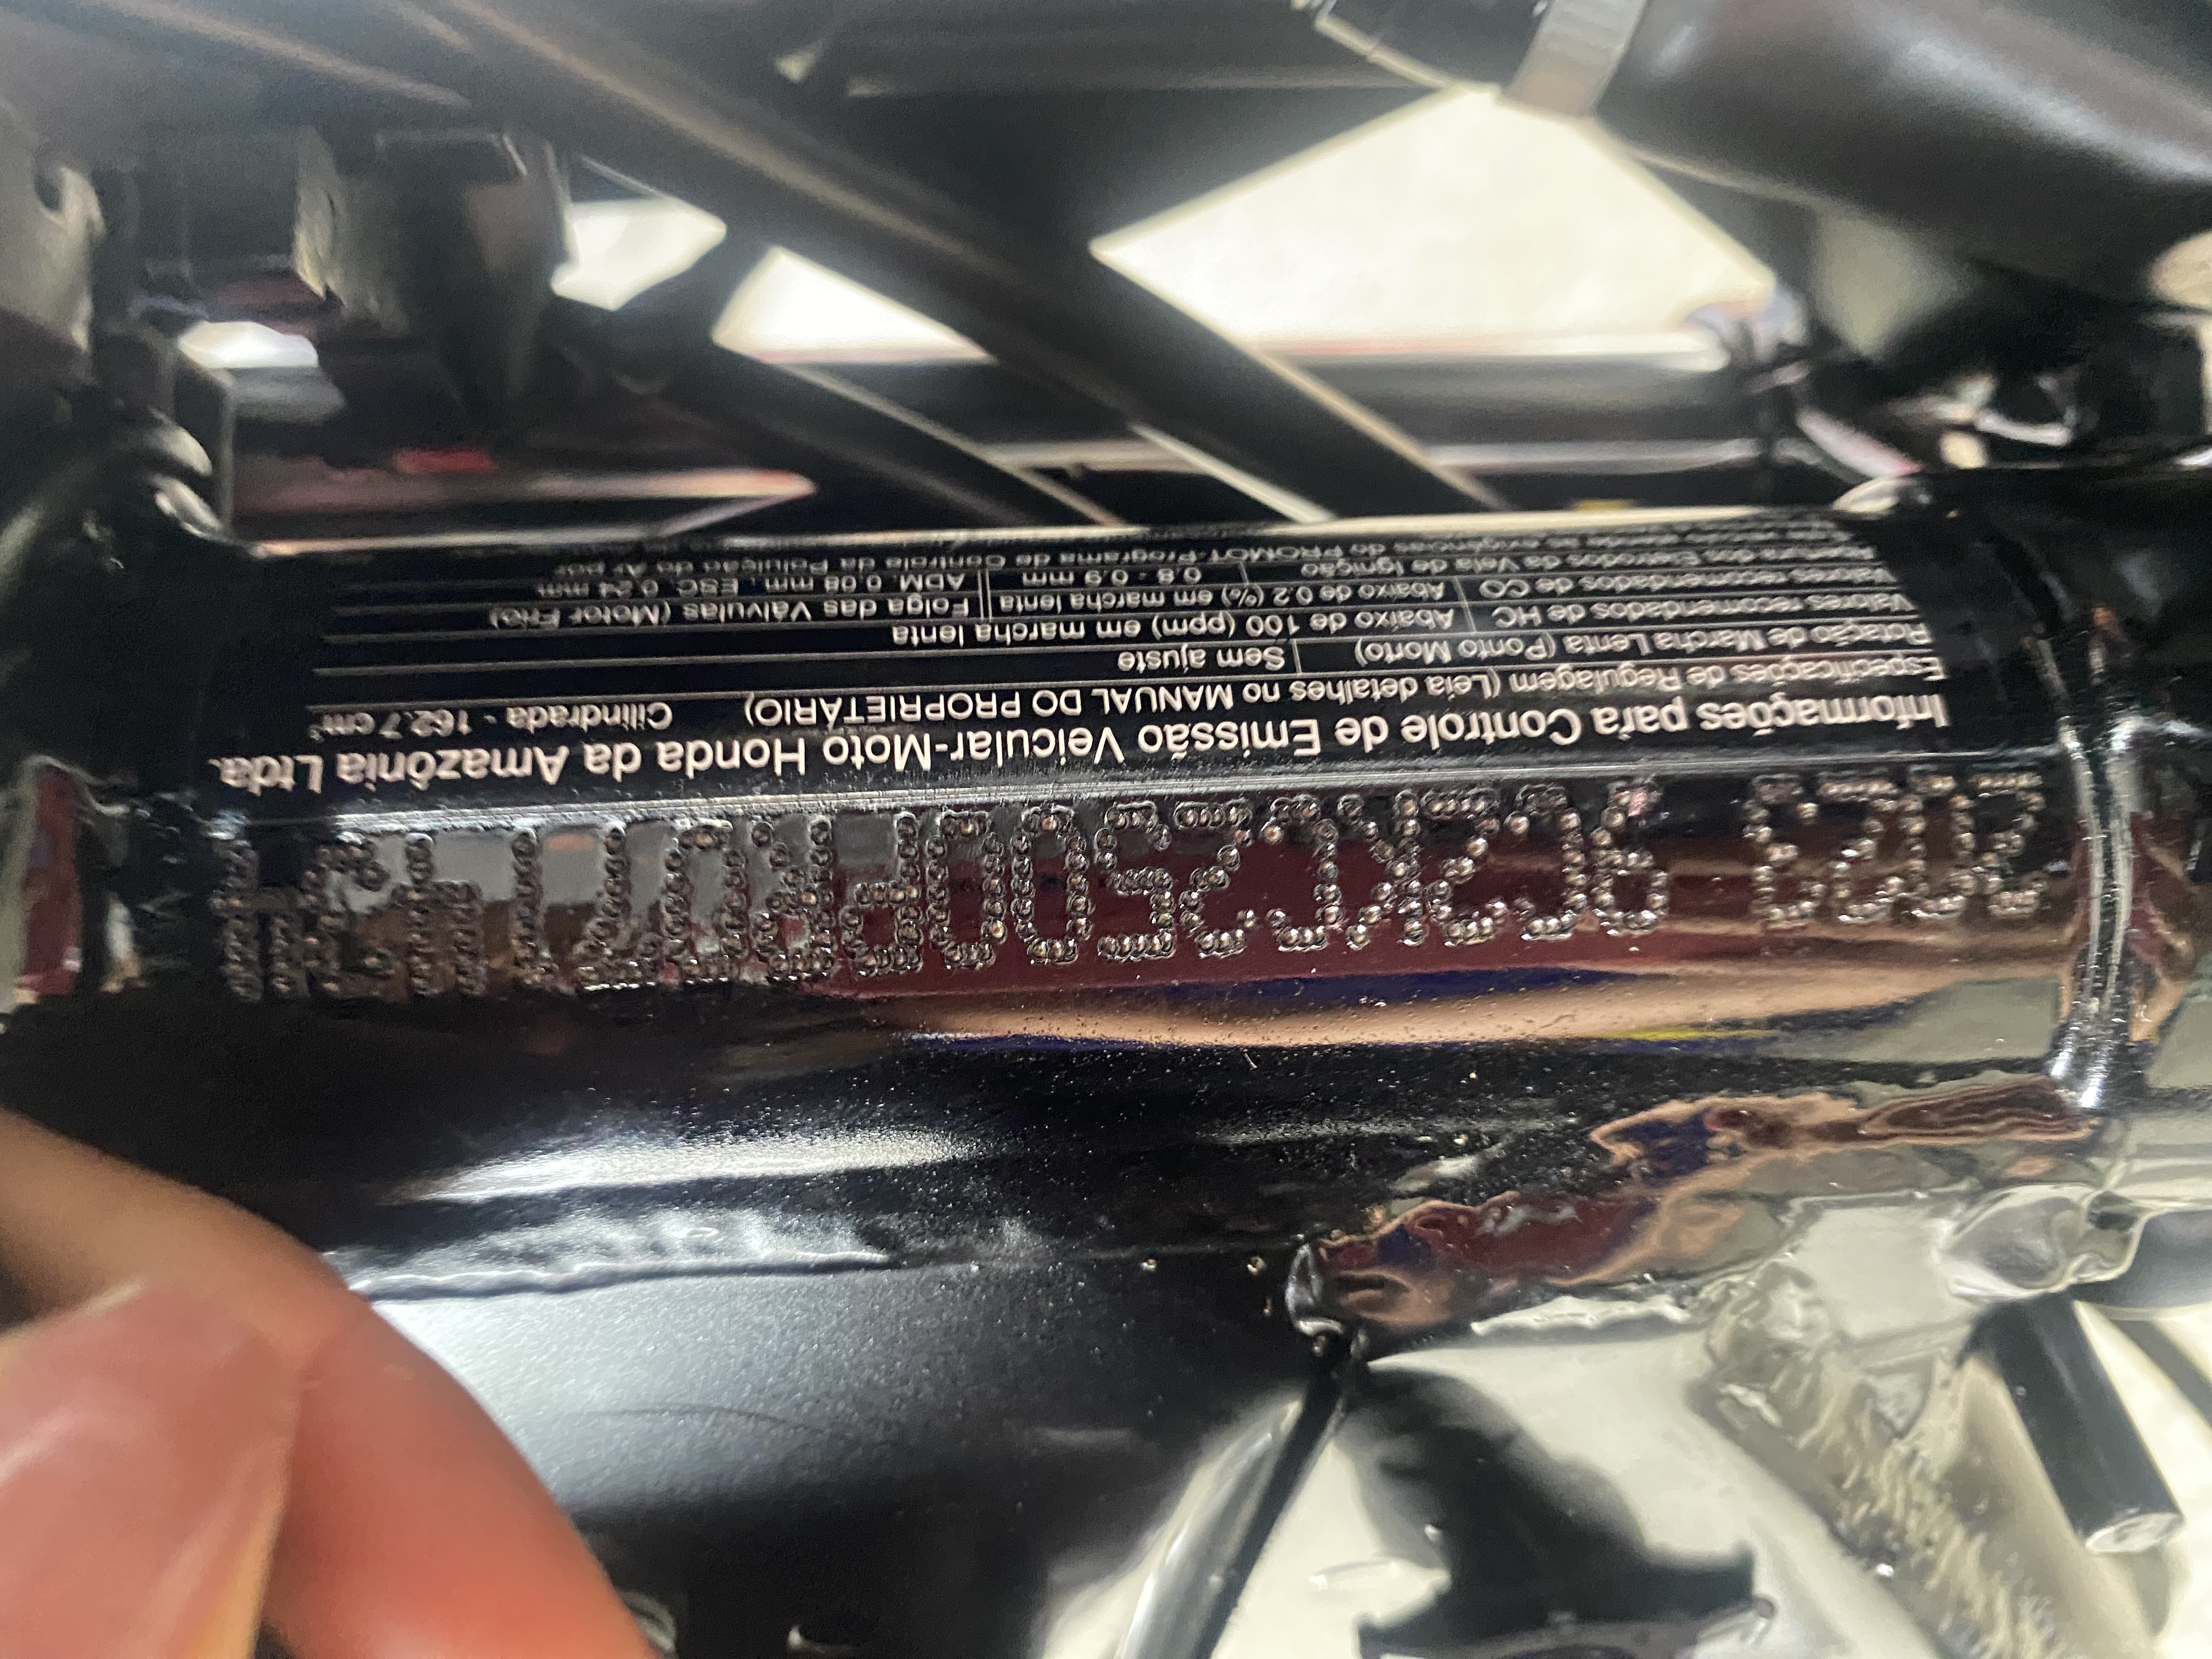 2023
Informações para Controle de Emissão Veicular-Moto Honda da Amazônia Ltda.
Especificações de Regulagem (Leia detalhes no MANUAL DO PROPRIETÁRIO) Cilindrada - 162.7 cm³
Rotação de Marcha Lenta (Ponto Morto) Sem ajuste
Valores recomendados de HC Abaixo de 100 (ppm) em marcha lenta
Valores recomendados de CO Abaixo de 0.2 (%) em marcha lenta Folga das Válvulas (Motor Frio)
Abertura dos Eletrodos da Vela de Ignição 0.8 - 0.9 mm ADM. 0.08 mm, ESC. 0.24 mm
exigências do PROMOT-Programa de Controle da Poluição do Ar por